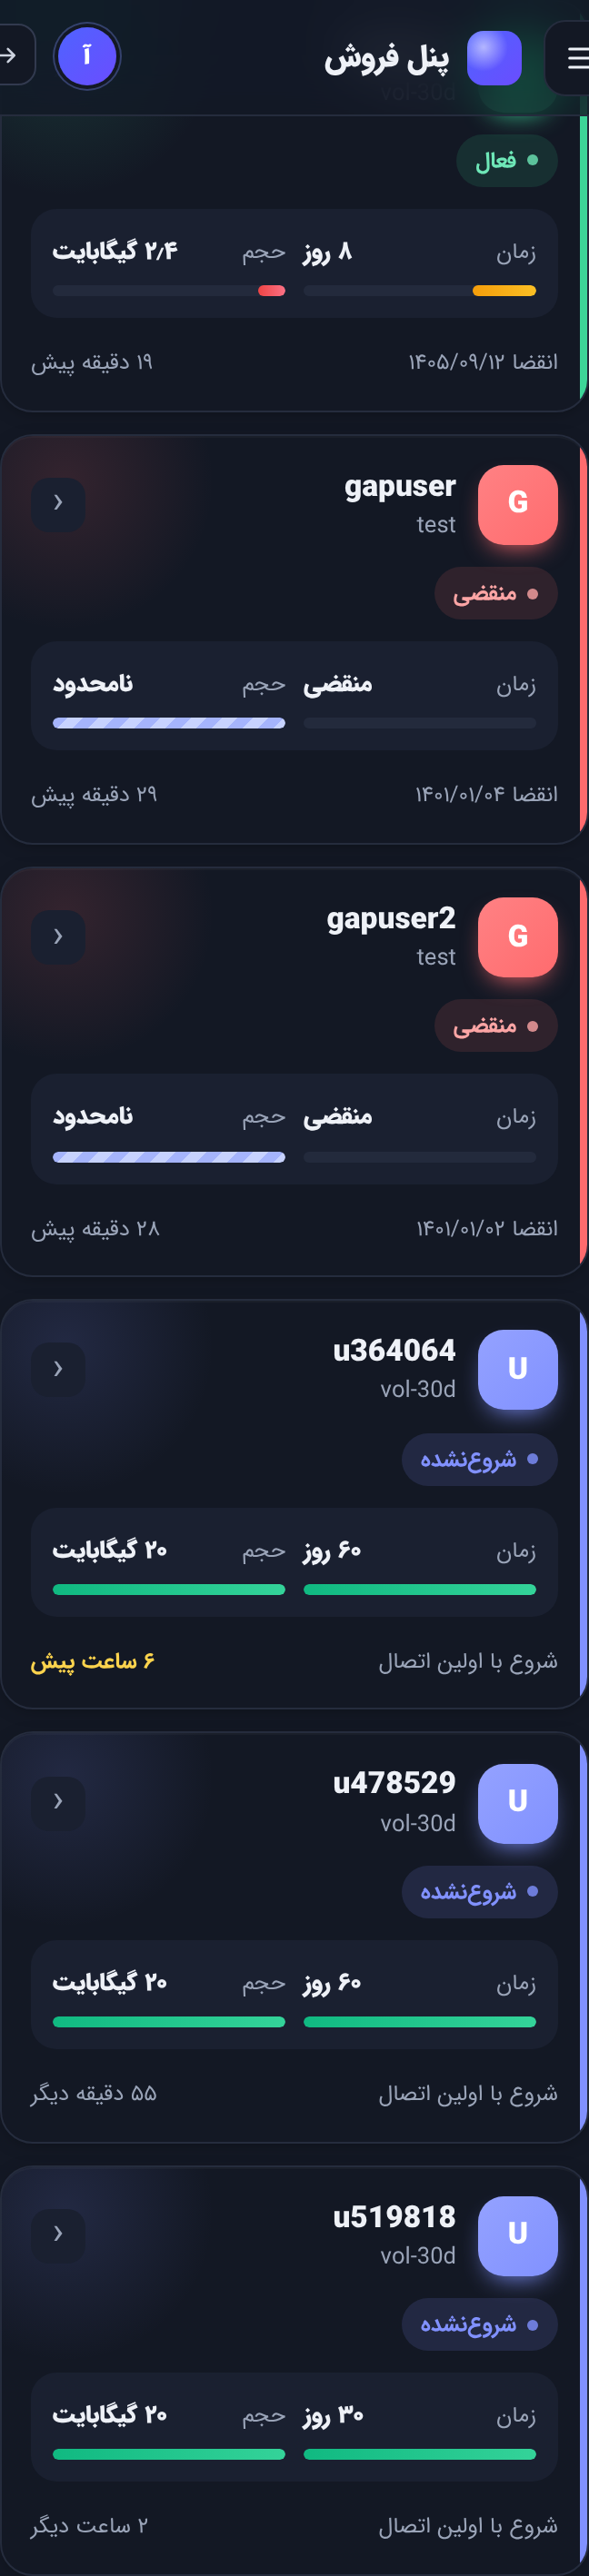 پنل فروش
آ
vol-30d
فعال
زمان ۸ روز حجم ۲٫۴ گیگابایت
انقضا ۱۴۰۵/۰۹/۱۲ ۱۹ دقیقه پیش
G gapuser
test
منقضی
زمان منقضی حجم نامحدود
انقضا ۱۴۰۱/۰۱/۰۴ ۲۹ دقیقه پیش
G gapuser2
test
منقضی
زمان منقضی حجم نامحدود
انقضا ۱۴۰۱/۰۱/۰۲ ۲۸ دقیقه پیش
U u364064
vol-30d
شروع‌نشده
زمان ۶۰ روز حجم ۲۰ گیگابایت
شروع با اولین اتصال ۶ ساعت پیش
U u478529
vol-30d
شروع‌نشده
زمان ۶۰ روز حجم ۲۰ گیگابایت
شروع با اولین اتصال ۵۵ دقیقه دیگر
U u519818
vol-30d
شروع‌نشده
زمان ۳۰ روز حجم ۲۰ گیگابایت
شروع با اولین اتصال ۲ ساعت دیگر